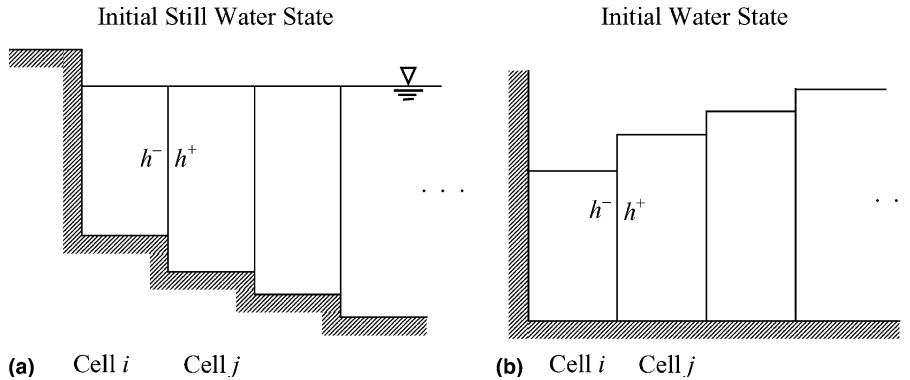 Initial Still Water State
Initial Water State
h⁻ h⁺
. . .
h⁻ h⁺
. .
(a) Cell i Cell j
(b) Cell i Cell j